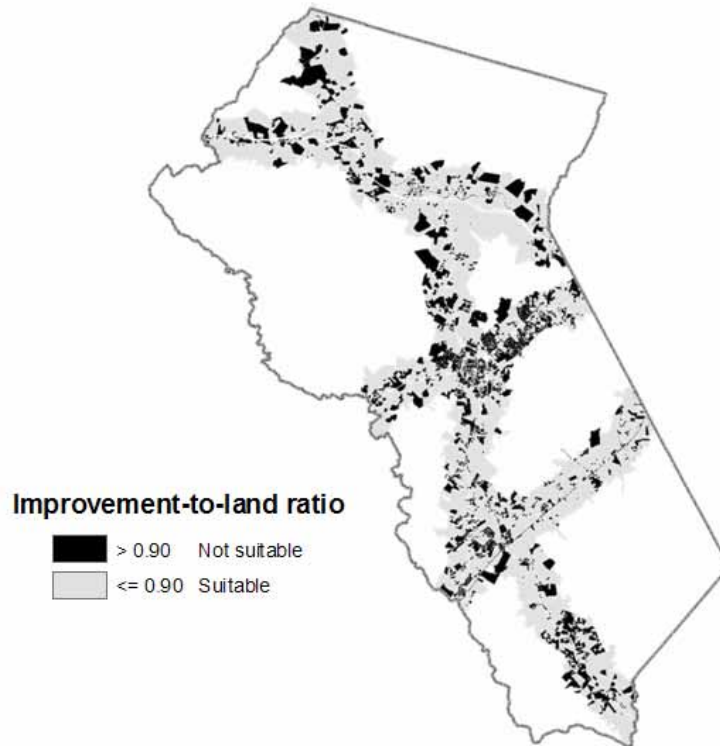 Improvement-to-land ratio
> 0.90 Not suitable
<= 0.90 Suitable